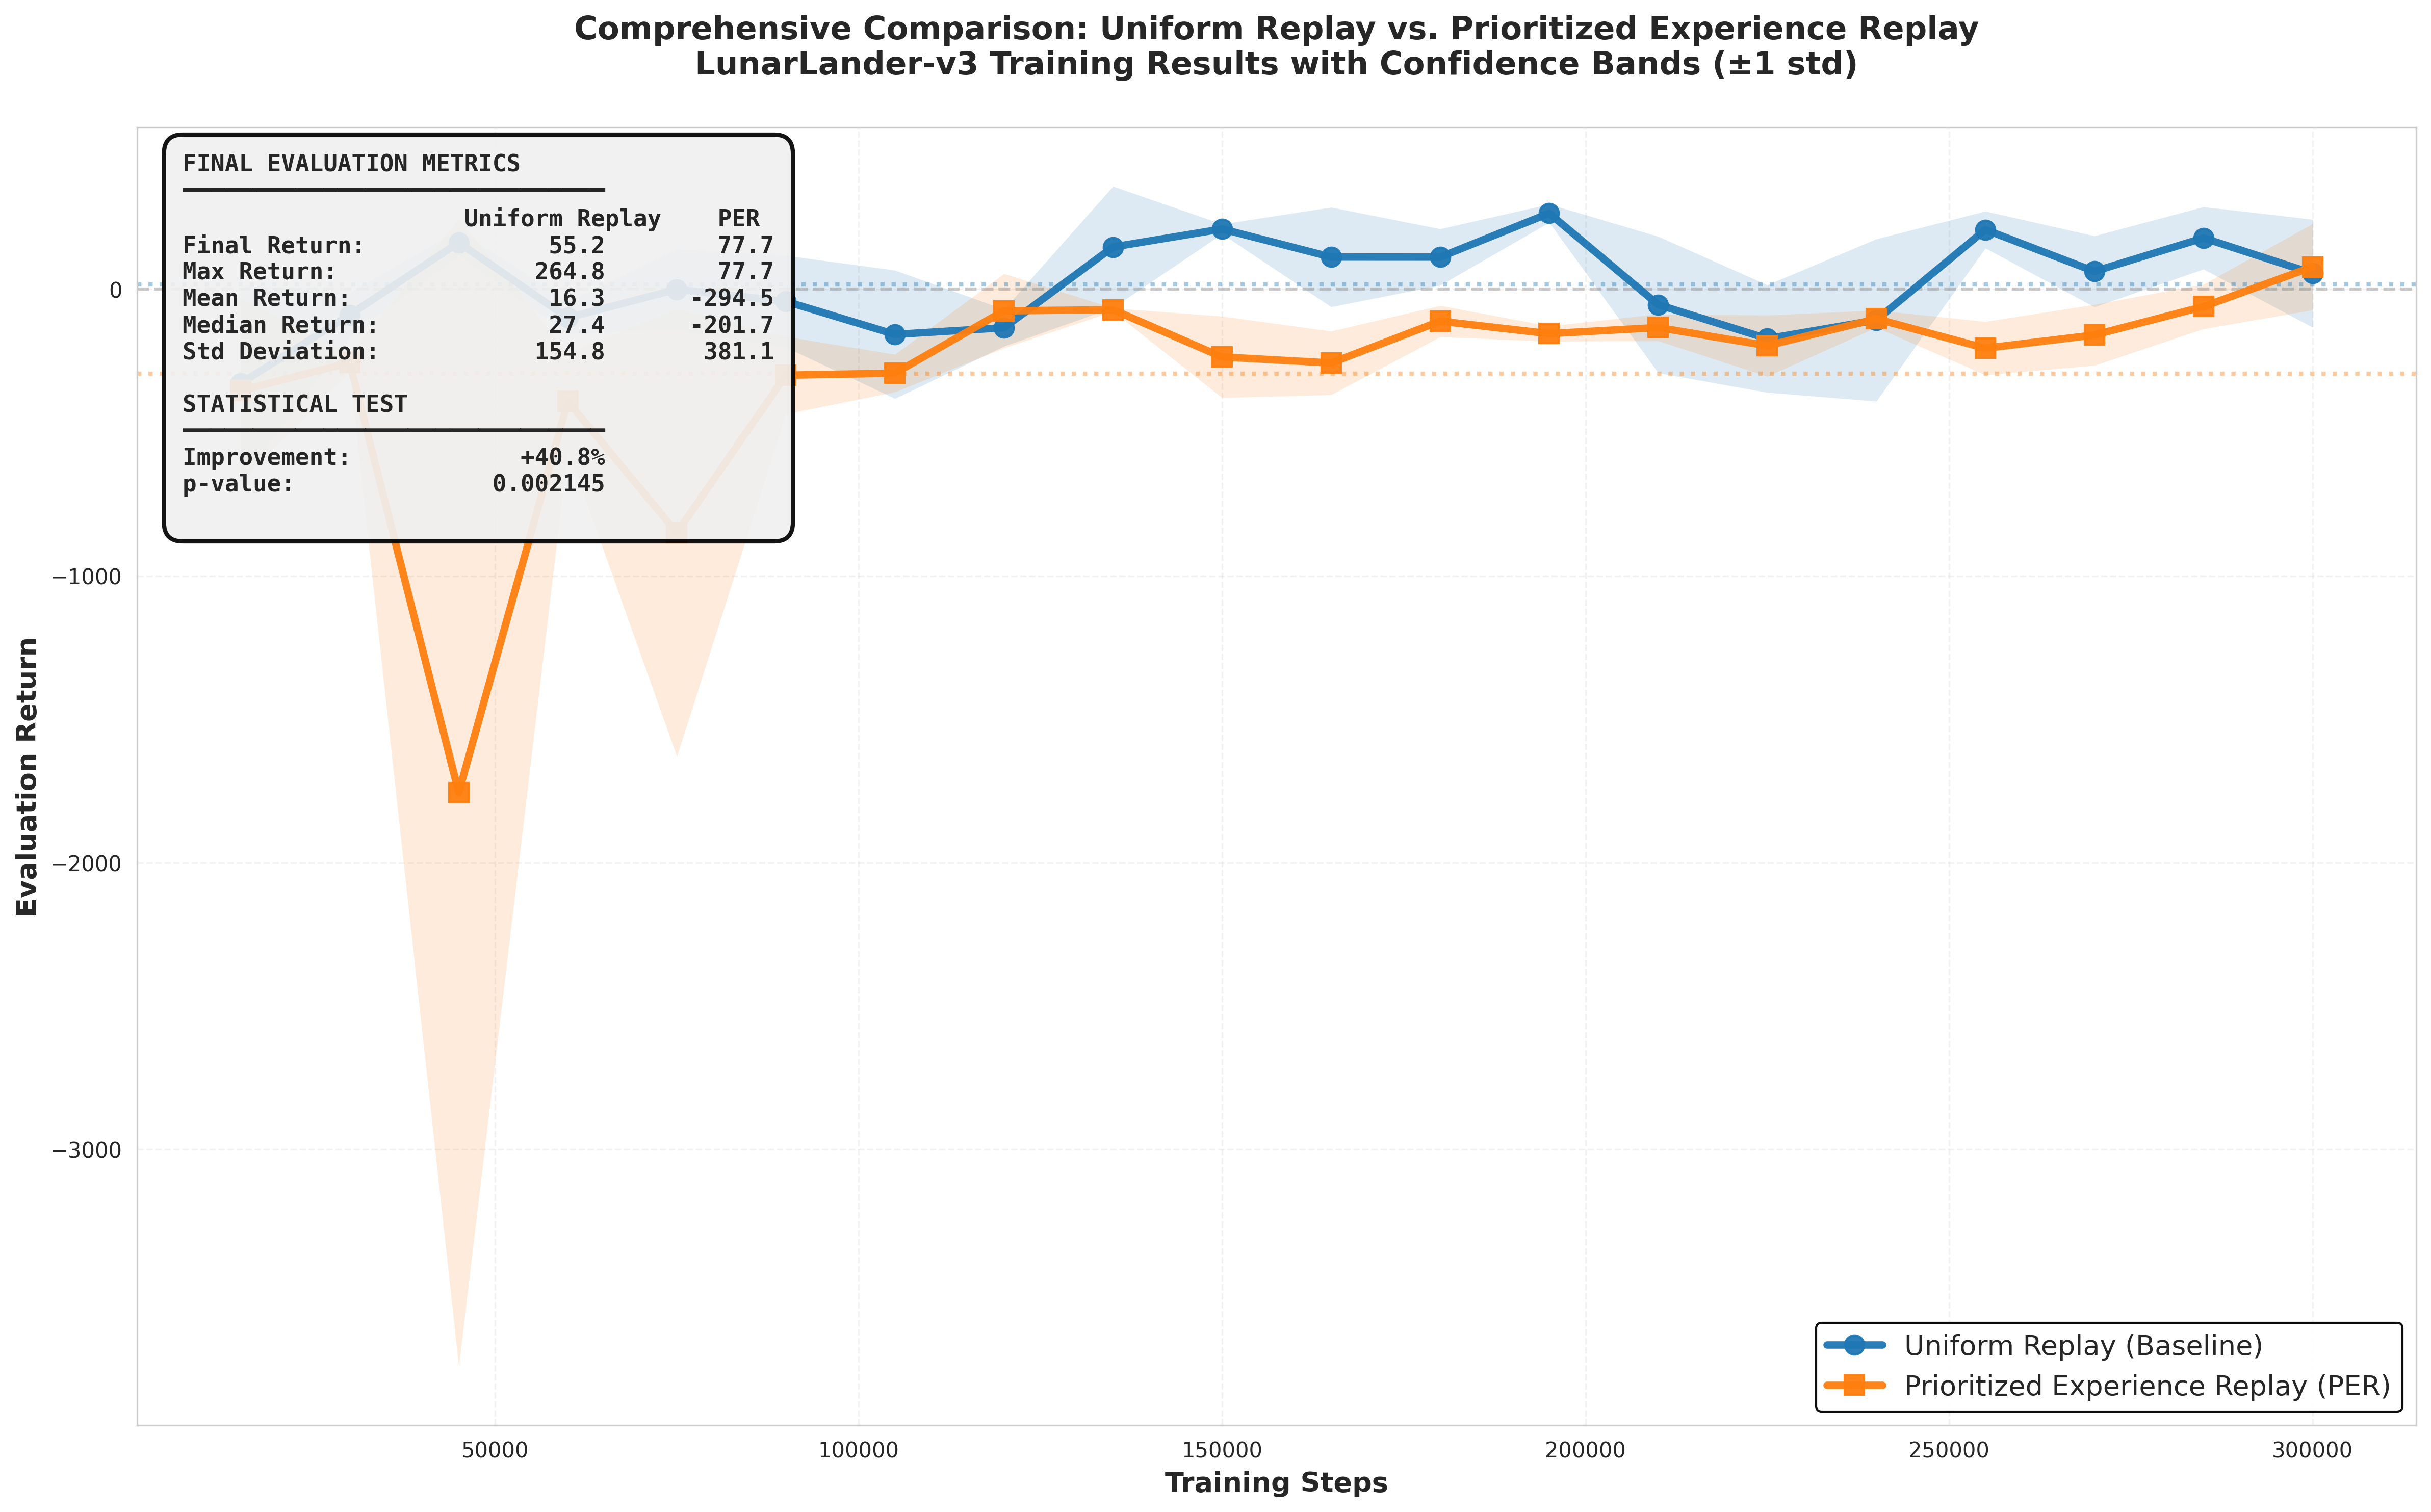 Comprehensive Comparison: Uniform Replay vs. Prioritized Experience Replay
LunarLander-v3 Training Results with Confidence Bands (±1 std)
FINAL EVALUATION METRICS
Uniform Replay PER
Final Return: 55.2 77.7
Max Return: 264.8 77.7
Mean Return: 16.3 -294.5
Median Return: 27.4 -201.7
Std Deviation: 154.8 381.1
STATISTICAL TEST
Improvement: +40.8%
p-value: 0.002145
Evaluation Return
0
−1000
−2000
−3000
Uniform Replay (Baseline)
Prioritized Experience Replay (PER)
50000 100000 150000 200000 250000 300000
Training Steps